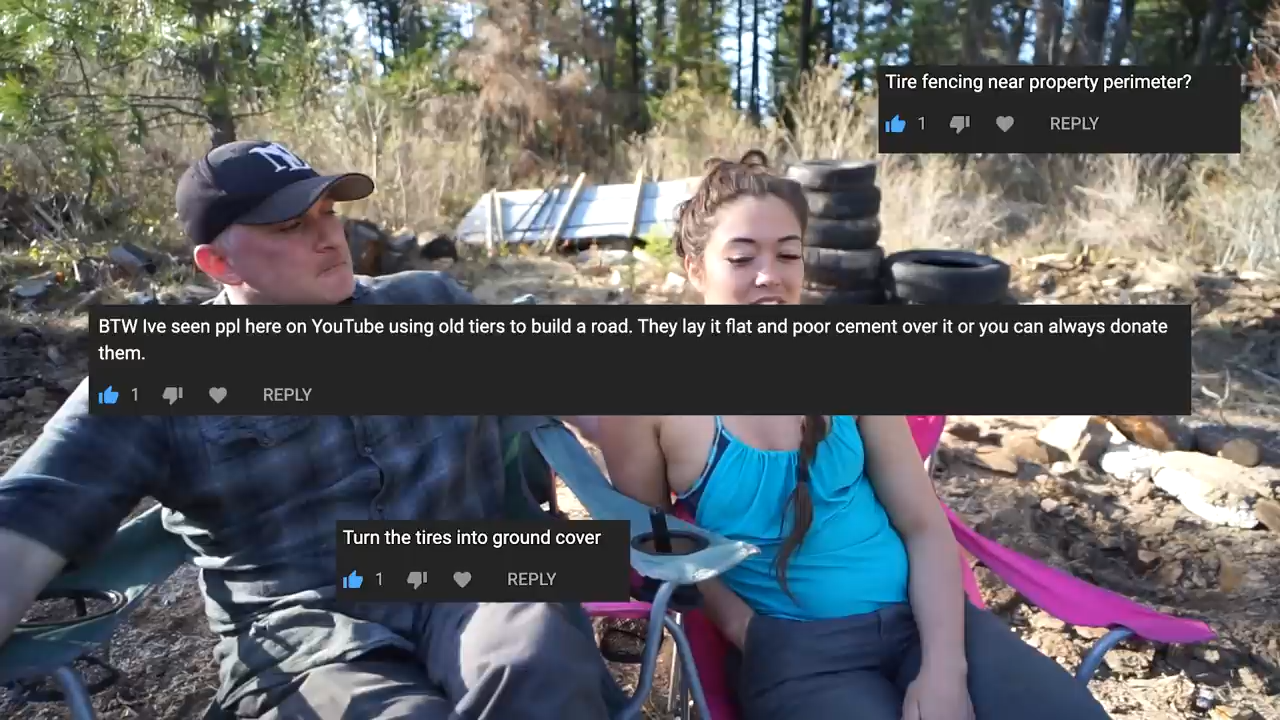 Tire fencing near property perimeter?
1 REPLY
BTW Ive seen ppl here on YouTube using old tiers to build a road. They lay it flat and poor cement over it or you can always donate
them.
1 REPLY
Turn the tires into ground cover
1 REPLY